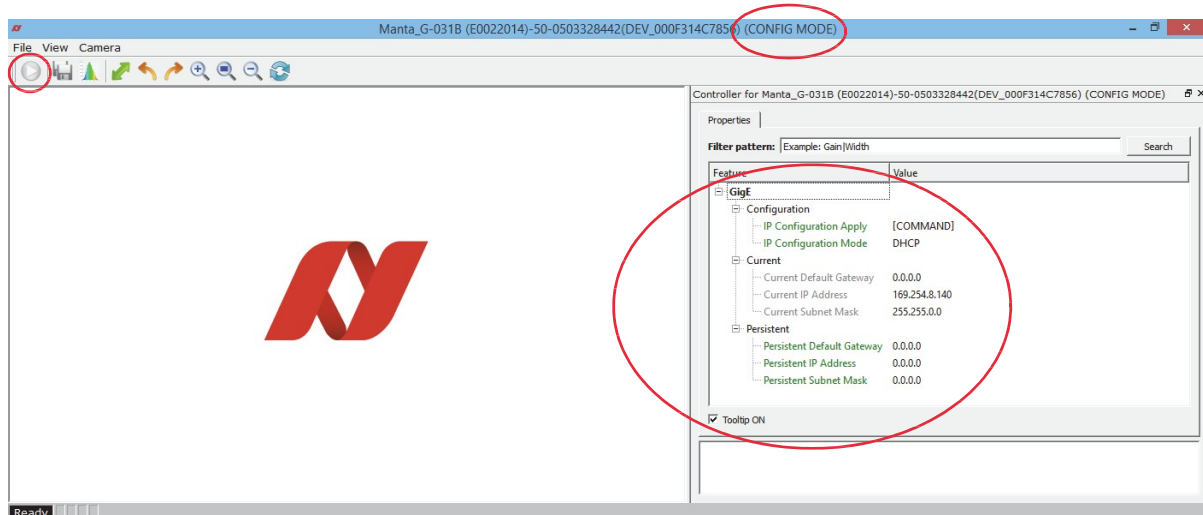 Manta_G-031B (E0022014)-50-0503328442(DEV_000F314C7856) (CONFIG MODE)
File View Camera
Controller for Manta_G-031B (E0022014)-50-0503328442(DEV_000F314C7856) (CONFIG MODE)
Properties
Filter pattern: Example: Gain|Width Search
Feature Value
GigE
Configuration
IP Configuration Apply [COMMAND]
IP Configuration Mode DHCP
Current
Current Default Gateway 0.0.0.0
Current IP Address 169.254.8.140
Current Subnet Mask 255.255.0.0
Persistent
Persistent Default Gateway 0.0.0.0
Persistent IP Address 0.0.0.0
Persistent Subnet Mask 0.0.0.0
Tooltip ON
Ready